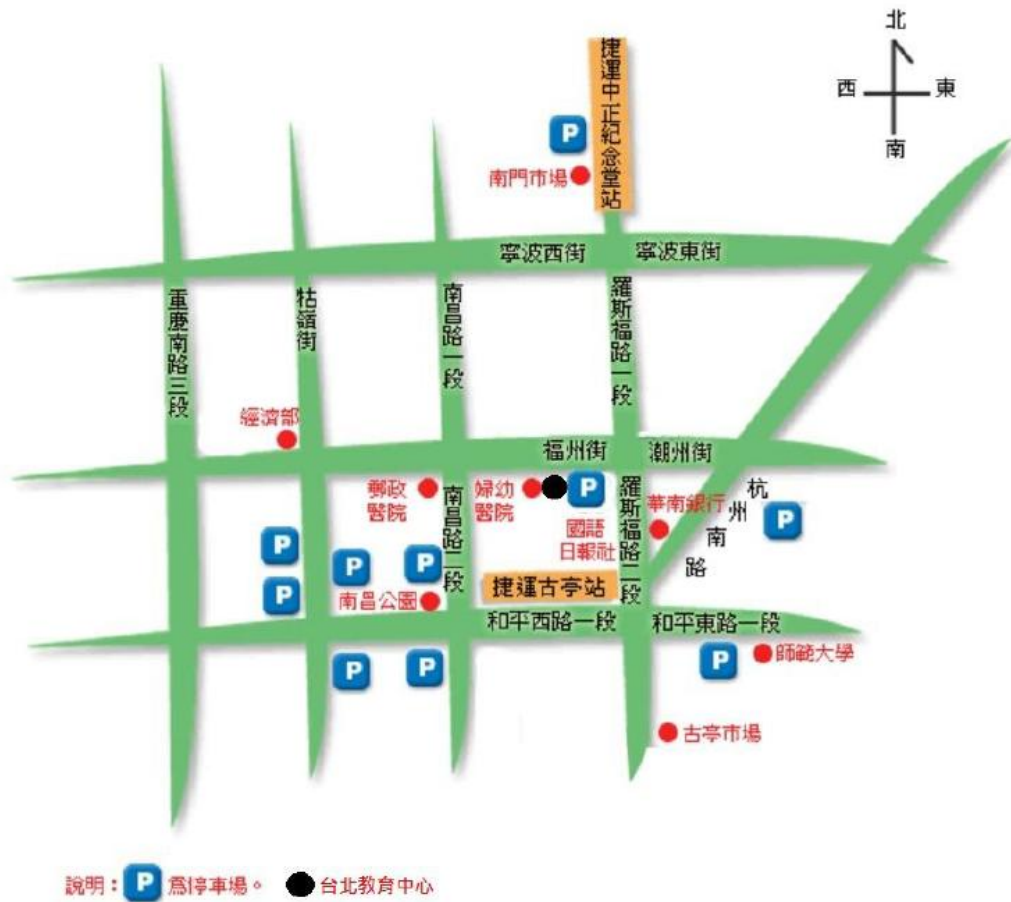 北
西 東
南
捷運中正紀念堂站
P
南門市場
寧波西街 寧波東街
重慶南路三段
牯嶺街
南昌路一段
羅斯福路一段
經濟部
福州街 潮州街
郵政
醫院
南昌路二段
婦幼
醫院
P
國語
日報社
羅斯福路二段
華南銀行
杭州南路
P
P
P
P
P
南昌公園
捷運古亭站
和平西路一段 和平東路一段
P
P
P
師範大學
古亭市場
說明：P 為停車場。 台北教育中心